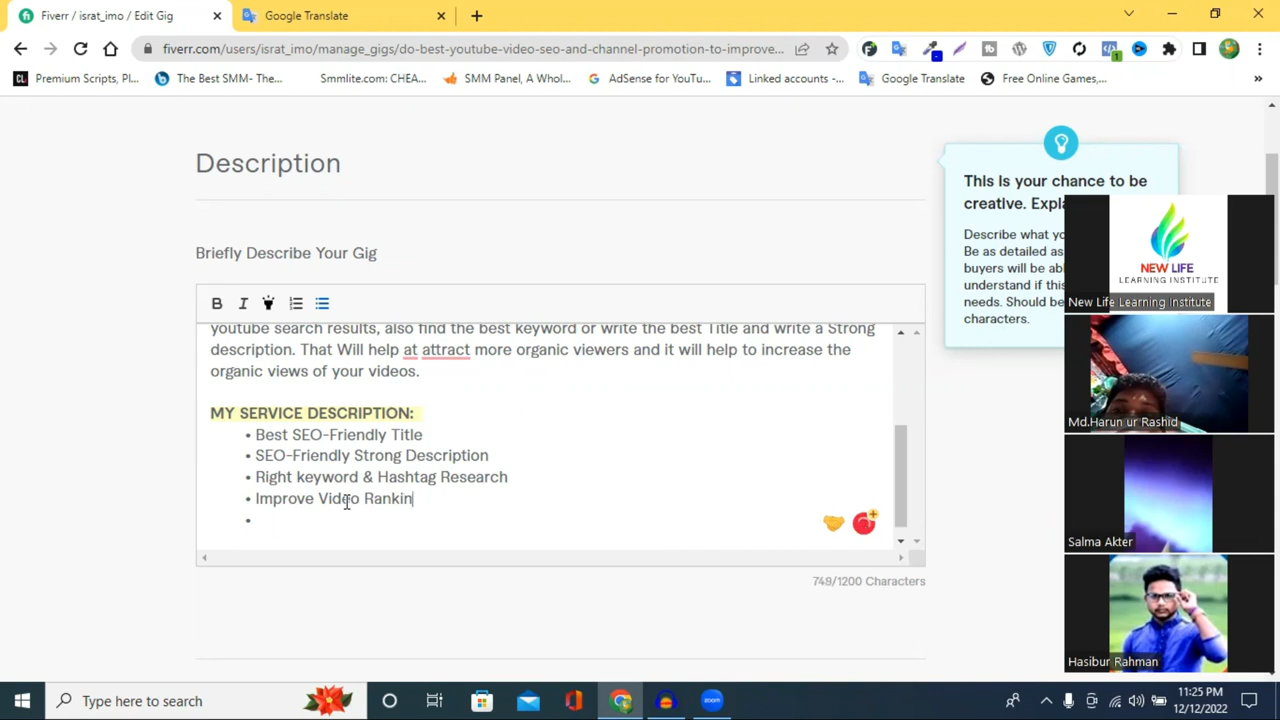 Fiverr / israt_imo / Edit Gig
Google Translate
fiverr.com/users/israt_imo/manage_gigs/do-best-youtube-video-seo-and-channel-promotion-to-improve...
Premium Scripts, Pl...
The Best SMM- The...
Smmlite.com: CHEA...
SMM Panel, A Whol...
AdSense for YouTu...
Linked accounts -...
Google Translate
Free Online Games,...
Description
Briefly Describe Your Gig
youtube search results, also find the best keyword or write the best Title and write a Strong
description. That Will help at attract more organic viewers and it will help to increase the
organic views of your videos.
MY SERVICE DESCRIPTION:
• Best SEO-Friendly Title
• SEO-Friendly Strong Description
• Right keyword & Hashtag Research
• Improve Video Rankin
•
749/1200 Characters
This is your chance to be
creative. Expla
Describe what yo
Be as detailed as
buyers will be abl
understand if this
needs. Should be
characters.
NEW LIFE
LEARNING INSTITUTE
New Life Learning Institute
Md.Harun ur Rashid
Salma Akter
Hasibur Rahman
Type here to search
zoom
11:25 PM
12/12/2022